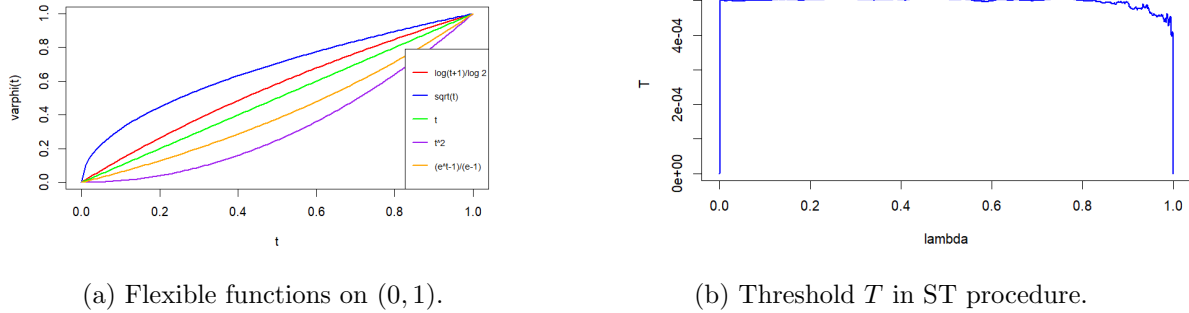 1.0
0.8
0.6
0.4
0.2
0.0
varphi(t)
log(t+1)/log 2
sqrt(t)
t
t^2
(e^t-1)/(e-1)
0.0 0.2 0.4 0.6 0.8 1.0
t
(a) Flexible functions on (0, 1).
4e-04
2e-04
0e+00
T
0.0 0.2 0.4 0.6 0.8 1.0
lambda
(b) Threshold T in ST procedure.